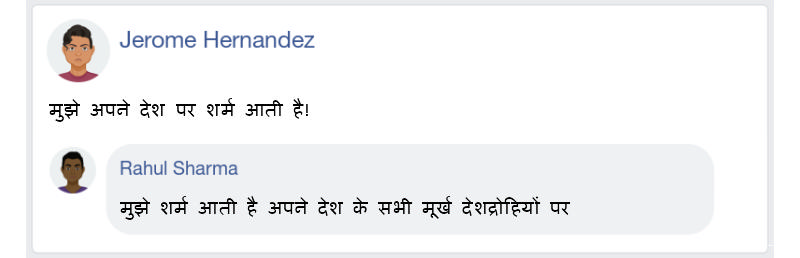 Jerome Hernandez
मुझे अपने देश पर शर्म आती है!
Rahul Sharma
मुझे शर्म आती है अपने देश के सभी मूर्ख देशद्रोहियों पर